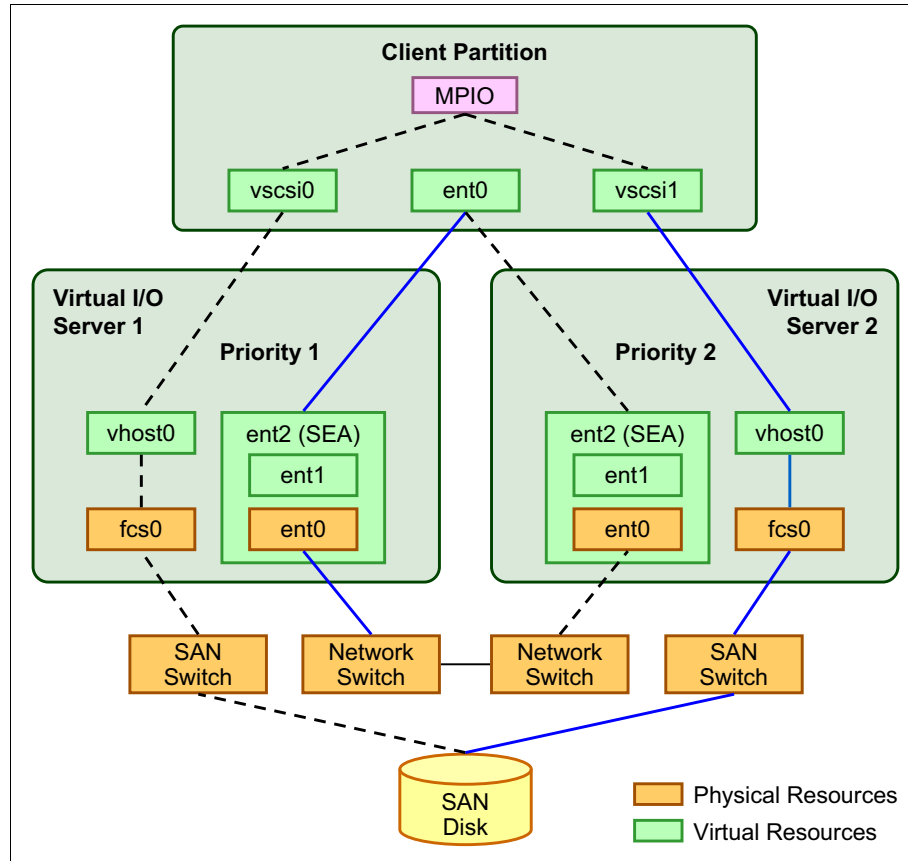 Client Partition
MPIO
vscsi0
ent0
vscsi1
Virtual I/O
Server 1
Priority 1
vhost0
fcs0
ent2 (SEA)
ent1
ent0
Virtual I/O
Server 2
Priority 2
ent2 (SEA)
ent1
ent0
vhost0
fcs0
SAN
Switch
Network
Switch
Network
Switch
SAN
Switch
SAN
Disk
Physical Resources
Virtual Resources